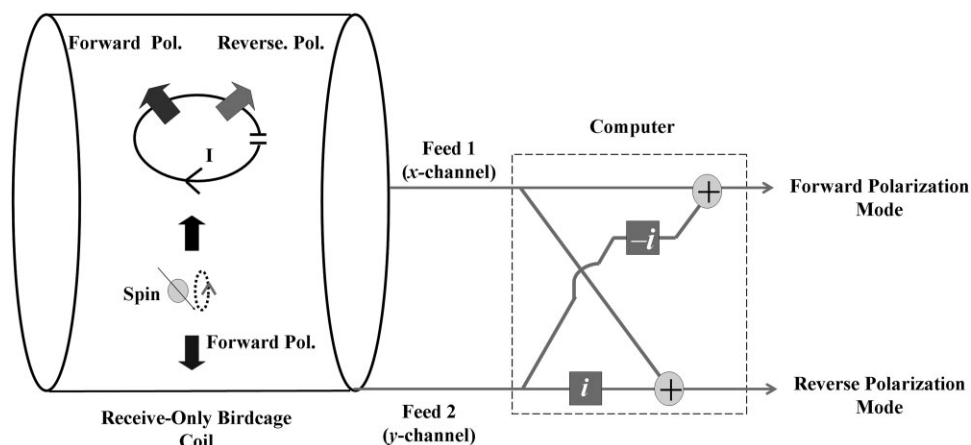 Forward Pol.
Reverse. Pol.
I
Spin
Forward Pol.
Receive-Only Birdcage
Coil
Feed 1
(x-channel)
Feed 2
(y-channel)
Computer
+
−i
i
+
Forward Polarization
Mode
Reverse Polarization
Mode